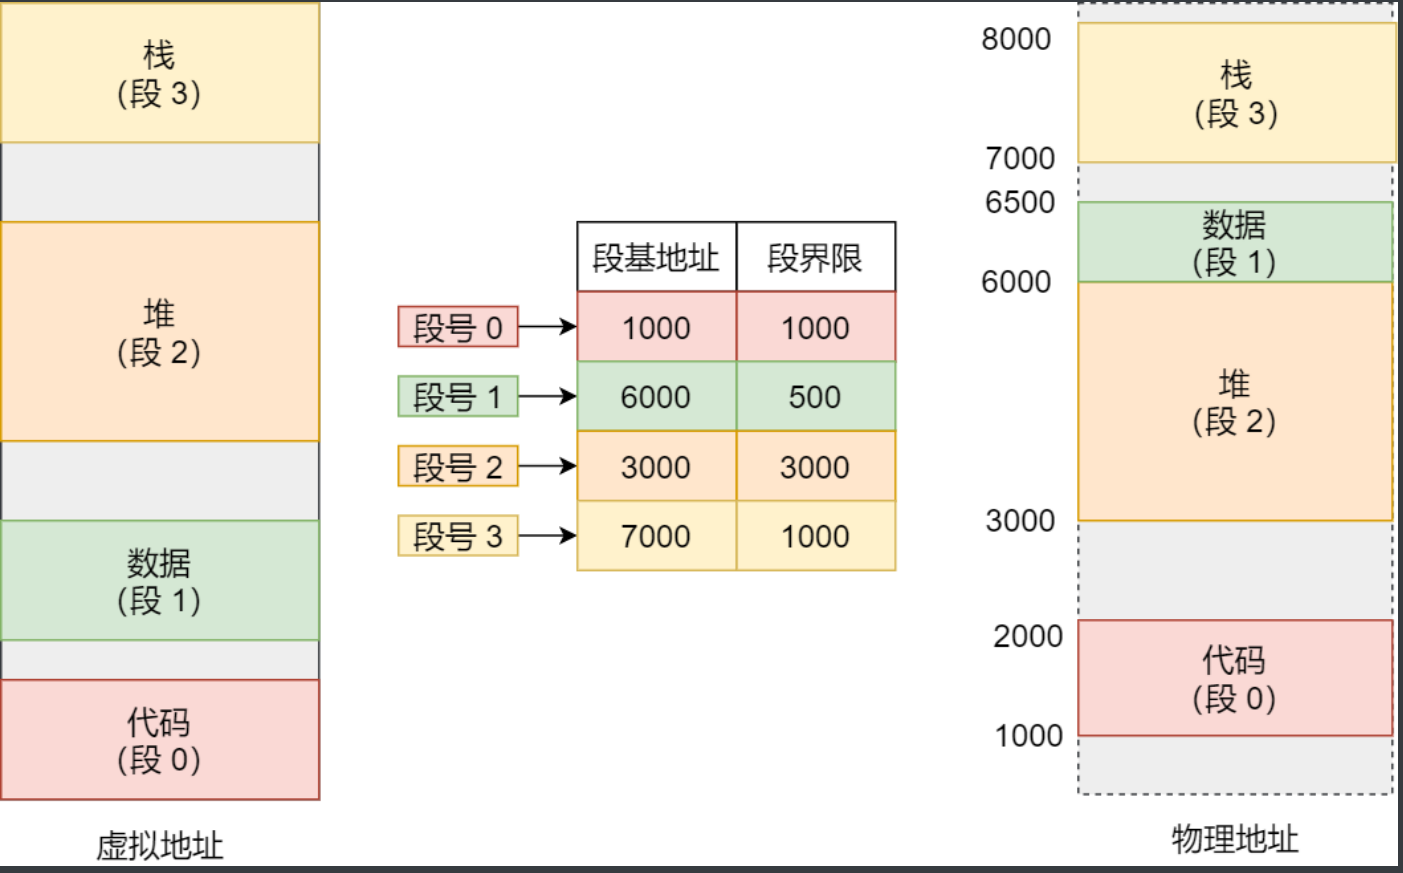 栈
（段 3）
堆
（段 2）
数据
（段 1）
代码
（段 0）
虚拟地址
段基地址 段界限
段号 0 1000 1000
段号 1 6000 500
段号 2 3000 3000
段号 3 7000 1000
8000
栈
（段 3）
7000
6500
数据
（段 1）
6000
堆
（段 2）
3000
2000
代码
（段 0）
1000
物理地址